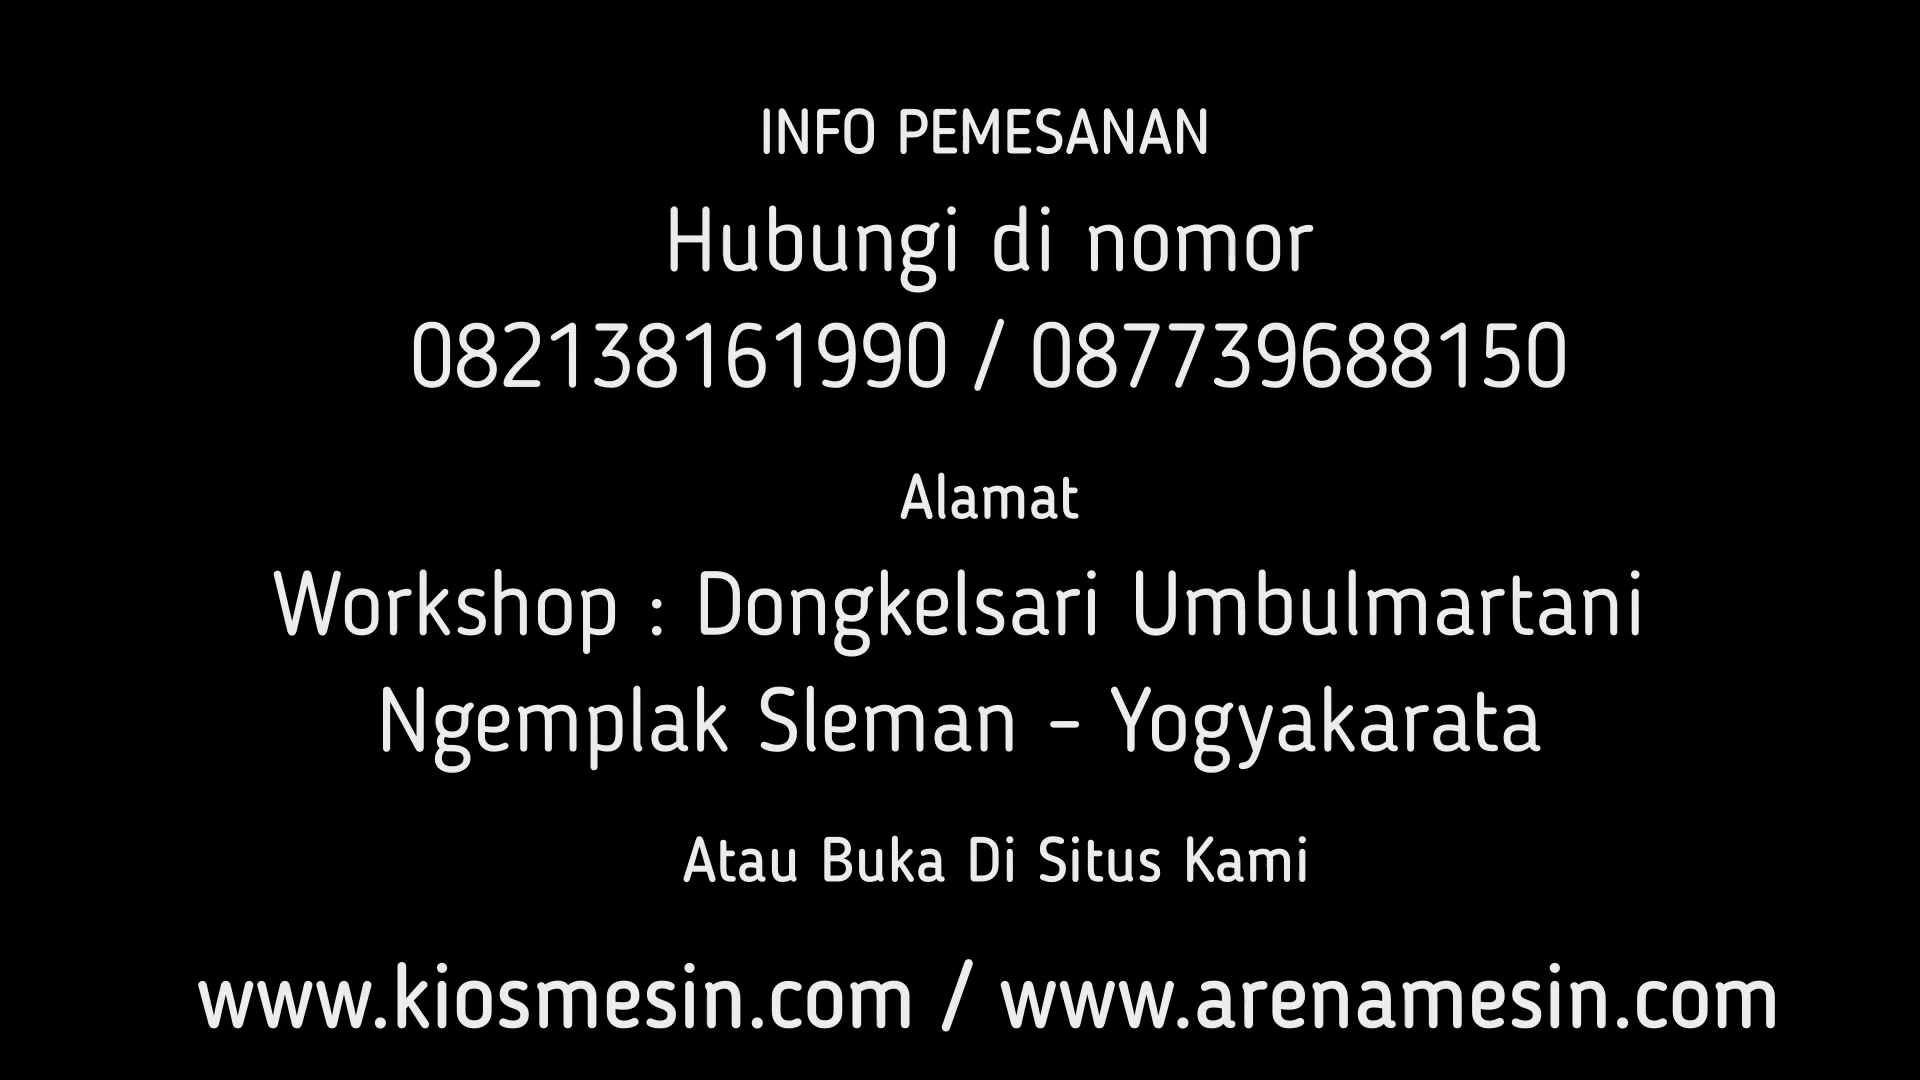 INFO PEMESANAN
Hubungi di nomor
082138161990 / 087739688150
Alamat
Workshop : Dongkelsari Umbulmartani
Ngemplak Sleman - Yogyakarata
Atau Buka Di Situs Kami
www.kiosmesin.com / www.arenamesin.com